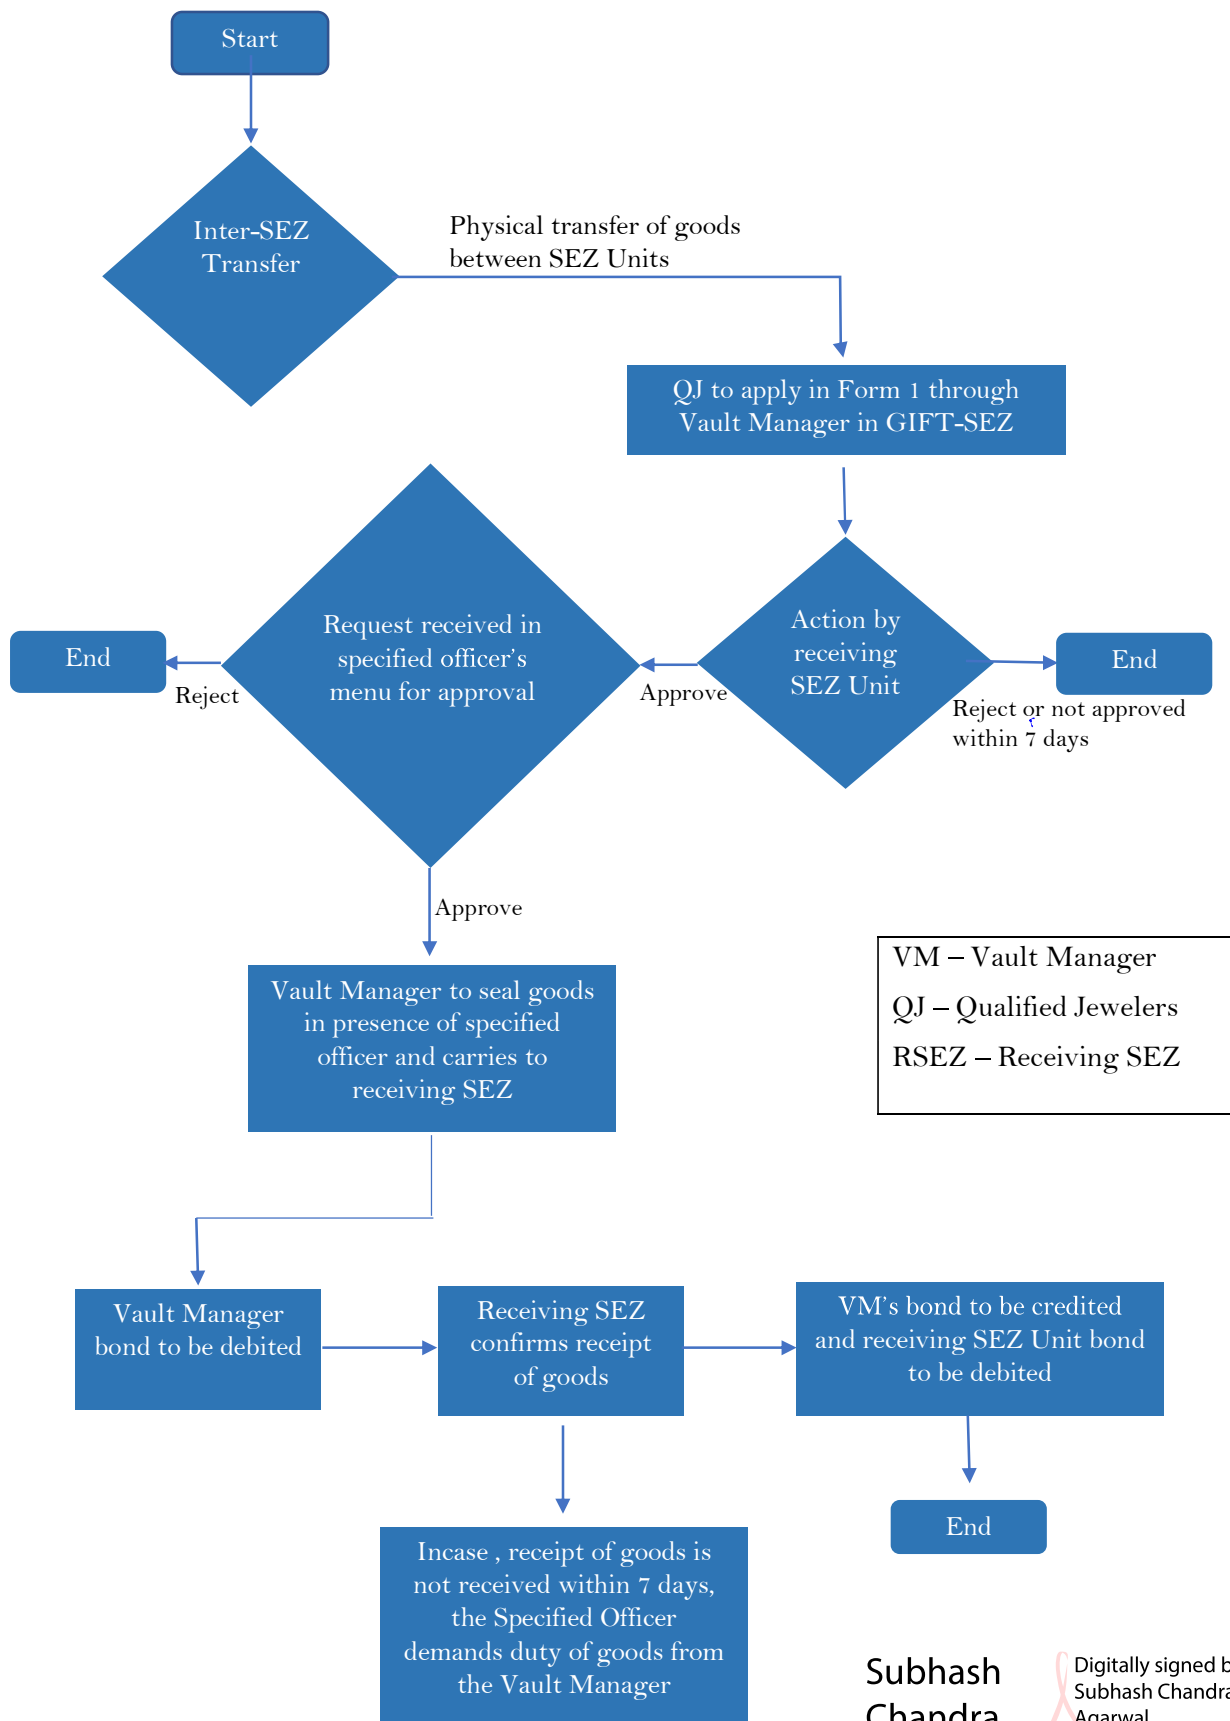 Start
Inter-SEZ
Transfer
Physical transfer of goods
between SEZ Units
QJ to apply in Form 1 through
Vault Manager in GIFT-SEZ
Action by
receiving
SEZ Unit
End
Reject or not approved
within 7 days
Approve
Request received in
specified officer's
menu for approval
End
Reject
Approve
Vault Manager to seal goods
in presence of specified
officer and carries to
receiving SEZ
VM – Vault Manager
QJ – Qualified Jewelers
RSEZ – Receiving SEZ
Vault Manager
bond to be debited
Receiving SEZ
confirms receipt
of goods
VM's bond to be credited
and receiving SEZ Unit bond
to be debited
End
Incase , receipt of goods is
not received within 7 days,
the Specified Officer
demands duty of goods from
the Vault Manager
Subhash
Chandra
Digitally signed b
Subhash Chandra
Agarwal